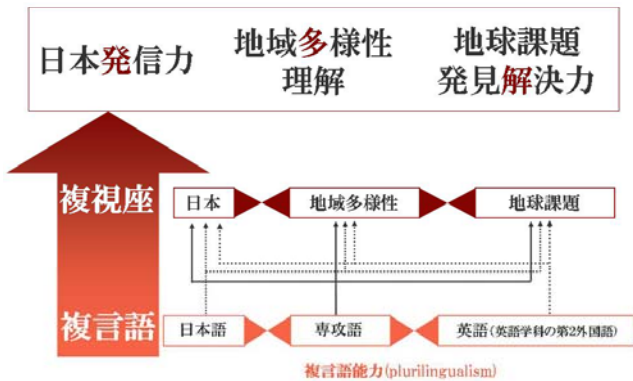 日本発信力
地域多様性
理解
地球課題
発見解決力
複視座
日本
地域多様性
地球課題
複言語
日本語
専攻語
英語(英語学科の第2外国語)
複言語能力(plurilingualism)